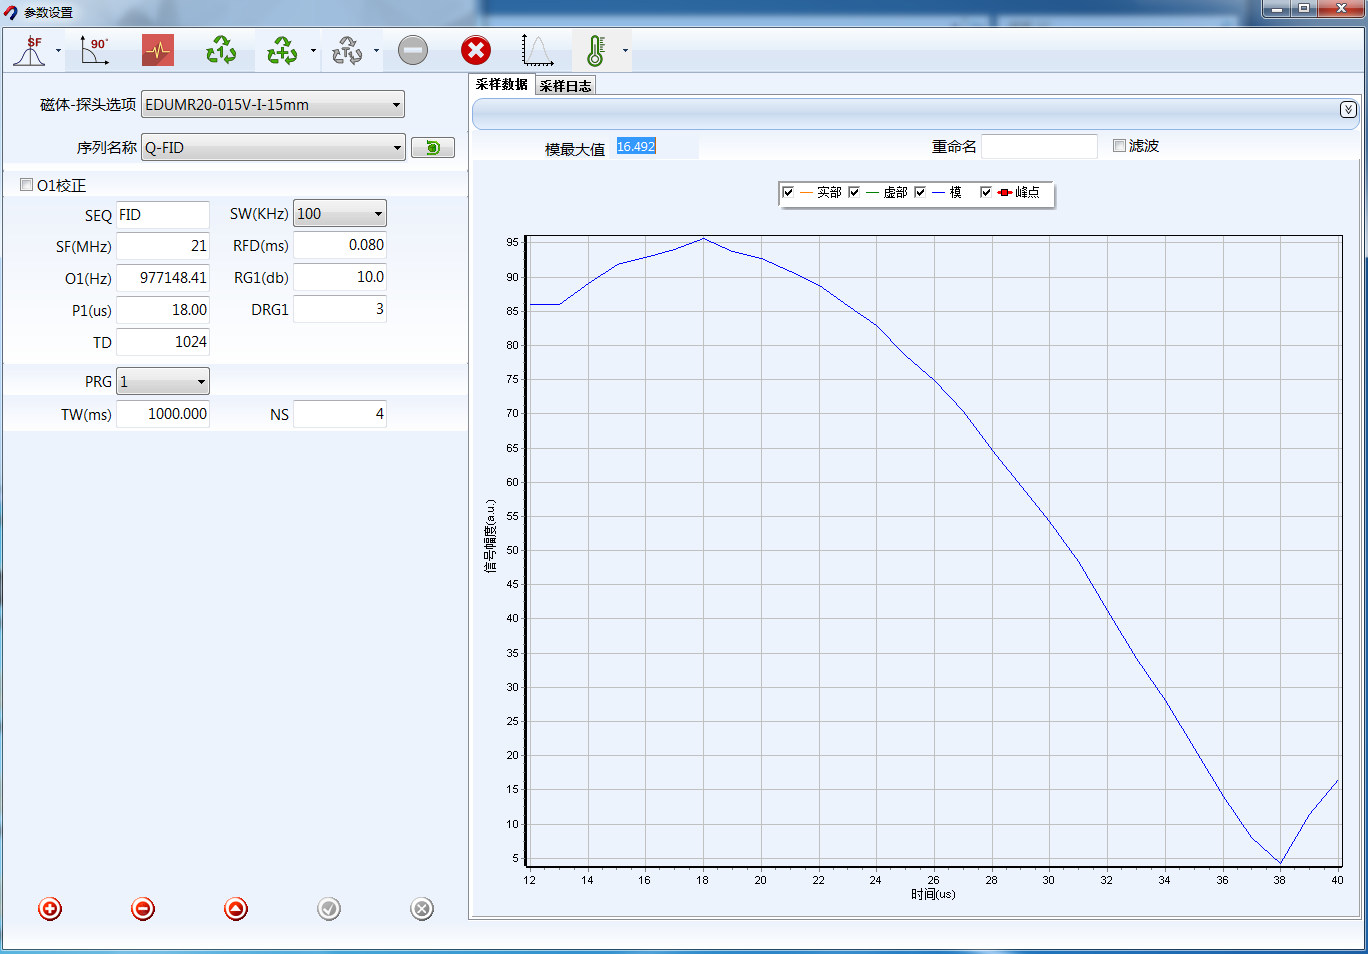 参数设置
SF
90°
1
T
采样数据 采样日志
磁体-探头选项 EDUMR20-015V-I-15mm
序列名称 Q-FID
O1校正
SEQ FID SW(KHz) 100
SF(MHz) 21 RFD(ms) 0.080
O1(Hz) 977148.41 RG1(db) 10.0
P1(us) 18.00 DRG1 3
TD 1024
PRG 1
TW(ms) 1000.000 NS 4
模最大值 16.492 重命名 滤波
实部 虚部 模 峰点
95
90
85
80
75
70
65
60
55
50
45
40
35
30
25
20
15
10
5
信号幅度(a.u.)
12 14 16 18 20 22 24 26 28 30 32 34 36 38 40
时间(us)